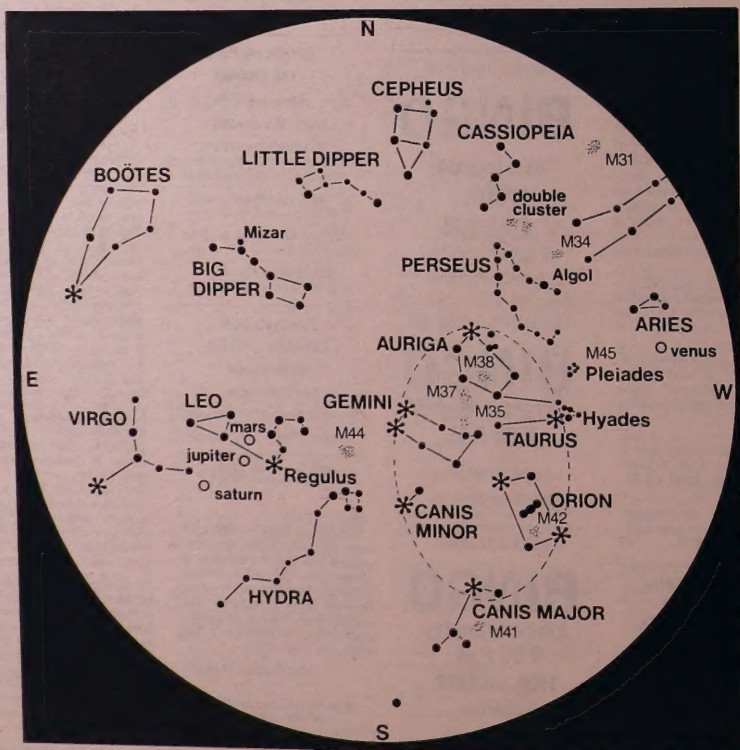 N
CEPHEUS
CASSIOPEIA
M31
LITTLE DIPPER
BOÖTES
double
cluster
Mizar
M34
BIG
DIPPER
PERSEUS
Algol
ARIES
AURIGA
venus
M45
M38
Pleiades
E
W
M37
LEO
GEMINI
M35
Hyades
VIRGO
mars
M44
TAURUS
jupiter
Regulus
saturn
ORION
CANIS
MINOR
M42
HYDRA
CANIS MAJOR
M41
S